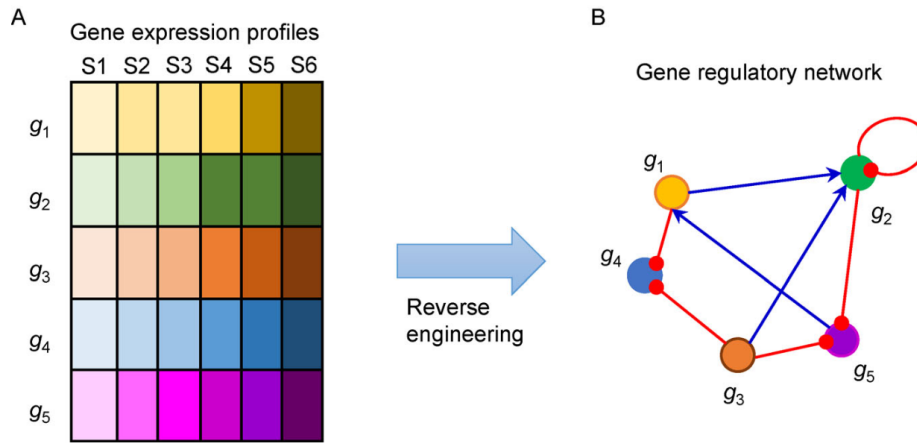 A
Gene expression profiles
S1 S2 S3 S4 S5 S6
g1
g2
g3
g4
g5
Reverse
engineering
B
Gene regulatory network
g1
g2
g4
g5
g3